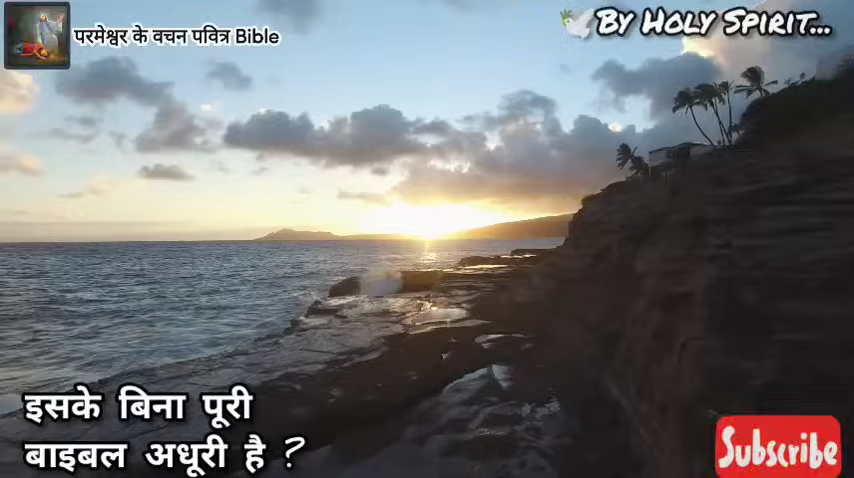 परमेश्वर के वचन पवित्र Bible
By Holy Spirit...
इसके बिना पूरी
बाइबल अधूरी है ?
Subscribe